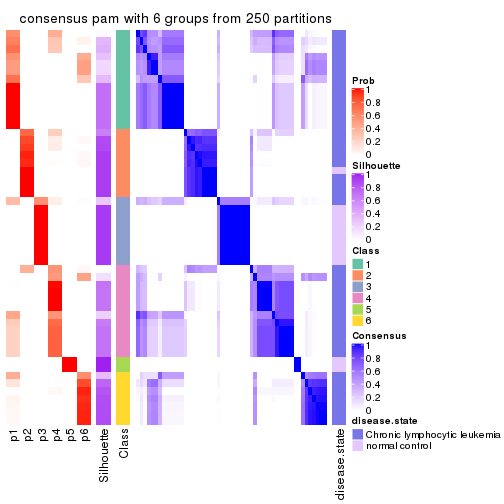 consensus pam with 6 groups from 250 partitions
p1
p2
p3
p4
p5
p6
Silhouette
Class
disease.state
Prob
1
0.8
0.6
0.4
0.2
0
Silhouette
1
0.8
0.6
0.4
0.2
0
Class
1
2
3
4
5
6
Consensus
1
0.8
0.6
0.4
0.2
0
disease.state
Chronic lymphocytic leukemia
normal control